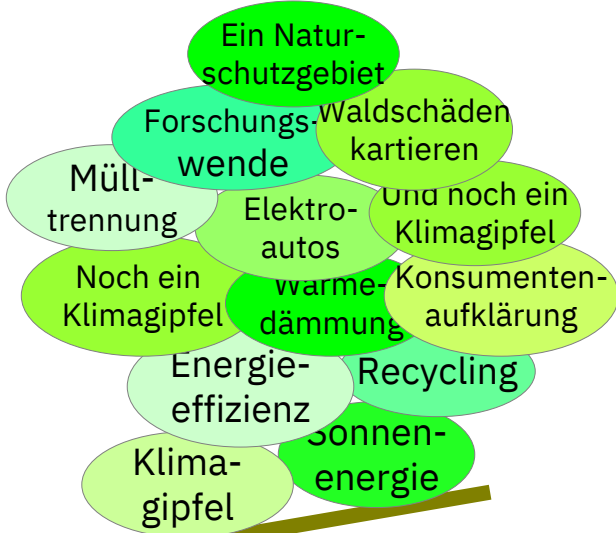 Ein Natur-
schutzgebiet
Forschungs-
wende
Waldschäden
kartieren
Müll-
trennung
Elektro-
autos
Und noch ein
Klimagipfel
Noch ein
Klimagipfel
Wärme-
dämmung
Konsumenten-
aufklärung
Energie-
effizienz
Recycling
Sonnen-
energie
Klima-
gipfel